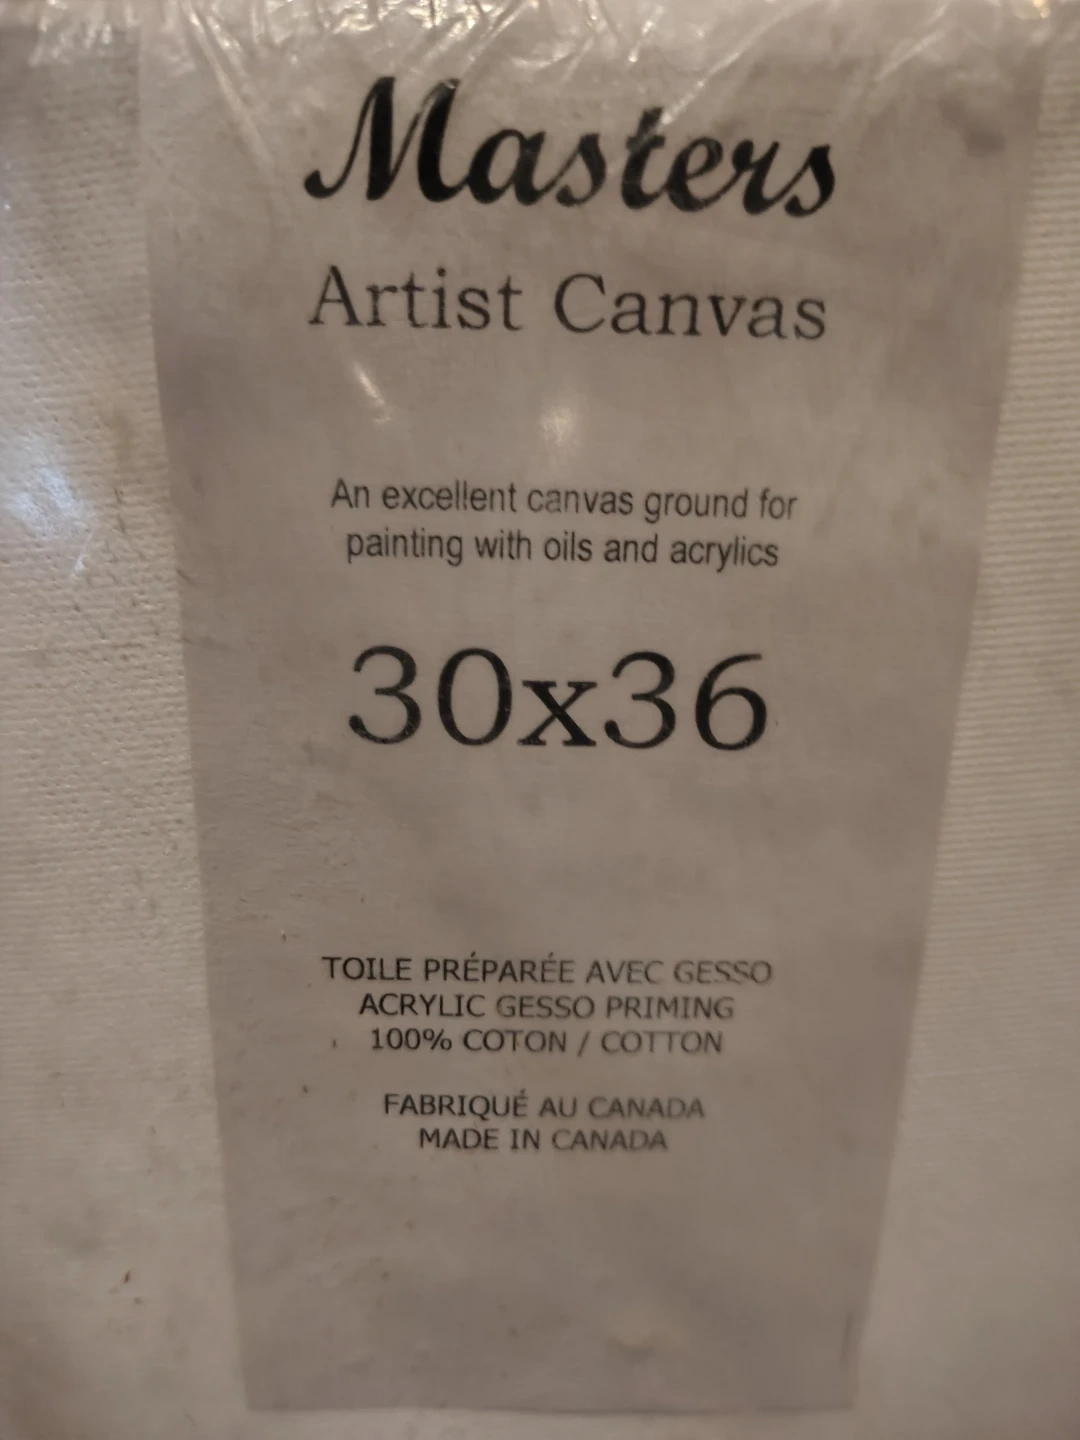 Masters
Artist Canvas
An excellent canvas ground for
painting with oils and acrylics
30x36
TOILE PRÉPARÉE AVEC GESSO
ACRYLIC GESSO PRIMING
100% COTON / COTTON
FABRIQUÉ AU CANADA
MADE IN CANADA